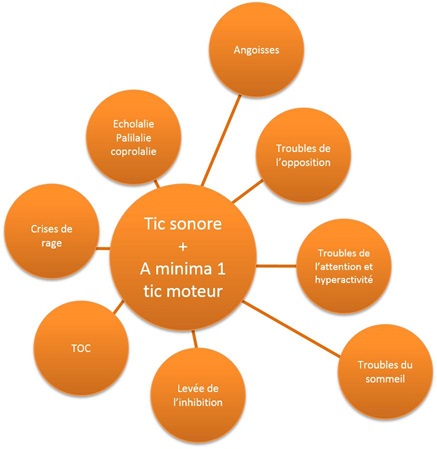 Angoisses
Echolalie
Palilalie
coprolalie
Troubles de
l'opposition
Tic sonore
+
A minima 1
tic moteur
Crises de
rage
Troubles de
l'attention et
hyperactivité
TOC
Troubles du
sommeil
Levée de
l'inhibition